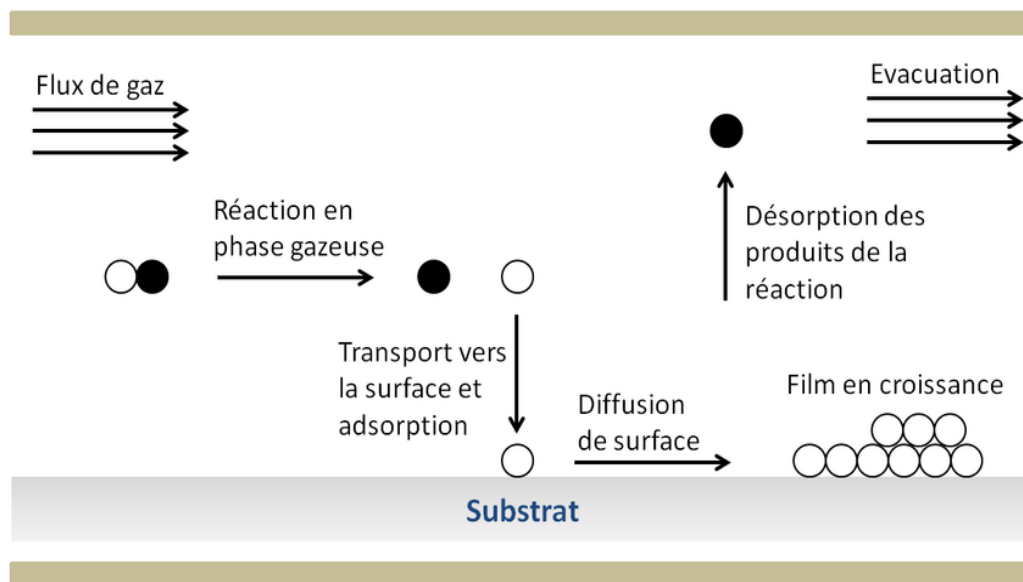 Flux de gaz
Evacuation
Réaction en
phase gazeuse
Désorption des
produits de la
réaction
Transport vers
la surface et
adsorption
Diffusion
de surface
Film en croissance
Substrat